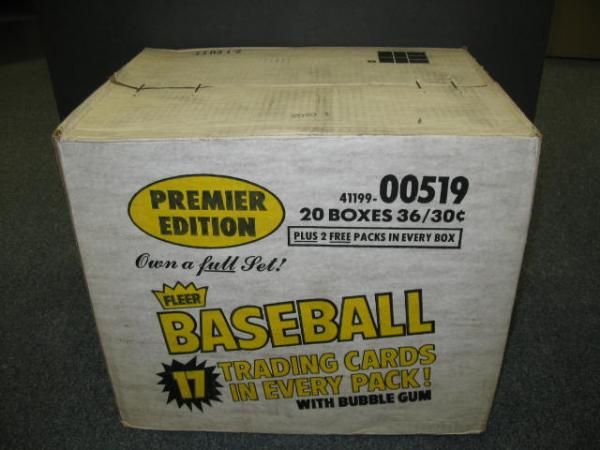 PREMIER
EDITION
41199-00519
20 BOXES 36/30¢
PLUS 2 FREE PACKS IN EVERY BOX
Own a full Set!
FLEER
BASEBALL
17 TRADING CARDS
IN EVERY PACK!
WITH BUBBLE GUM